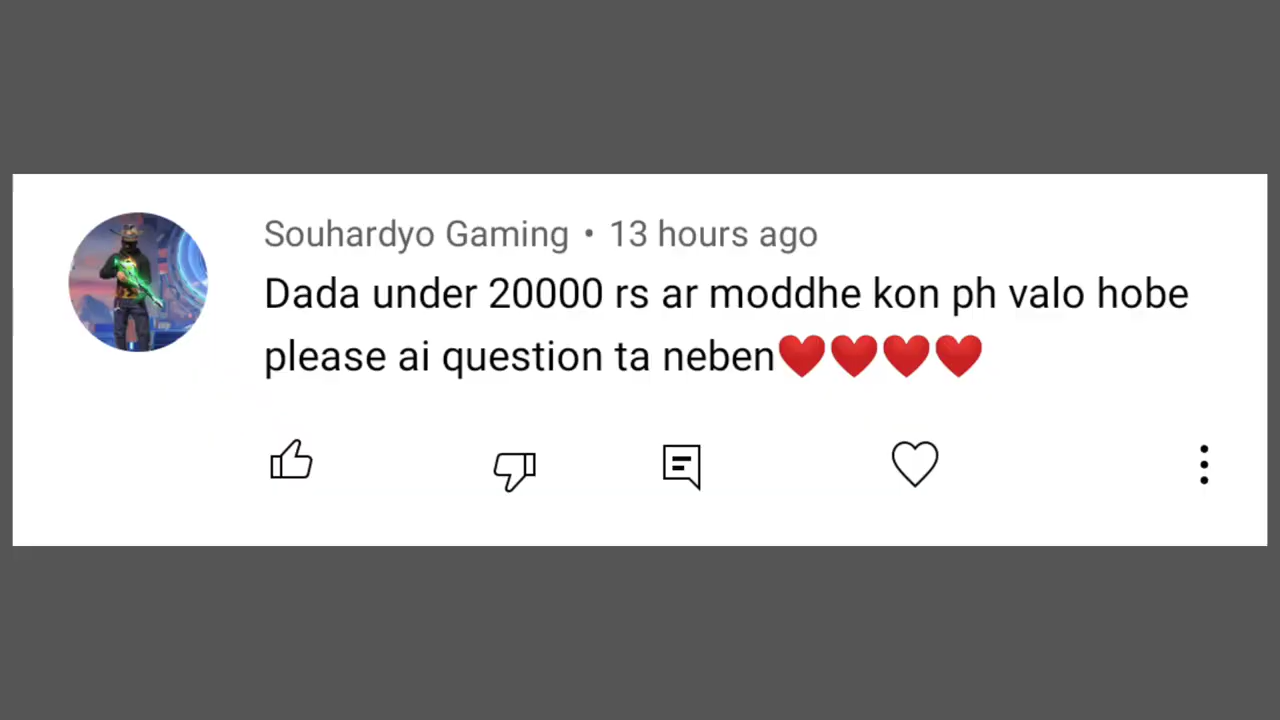 Souhardyo Gaming • 13 hours ago
Dada under 20000 rs ar moddhe kon ph valo hobe
please ai question ta neben❤️❤️❤️❤️